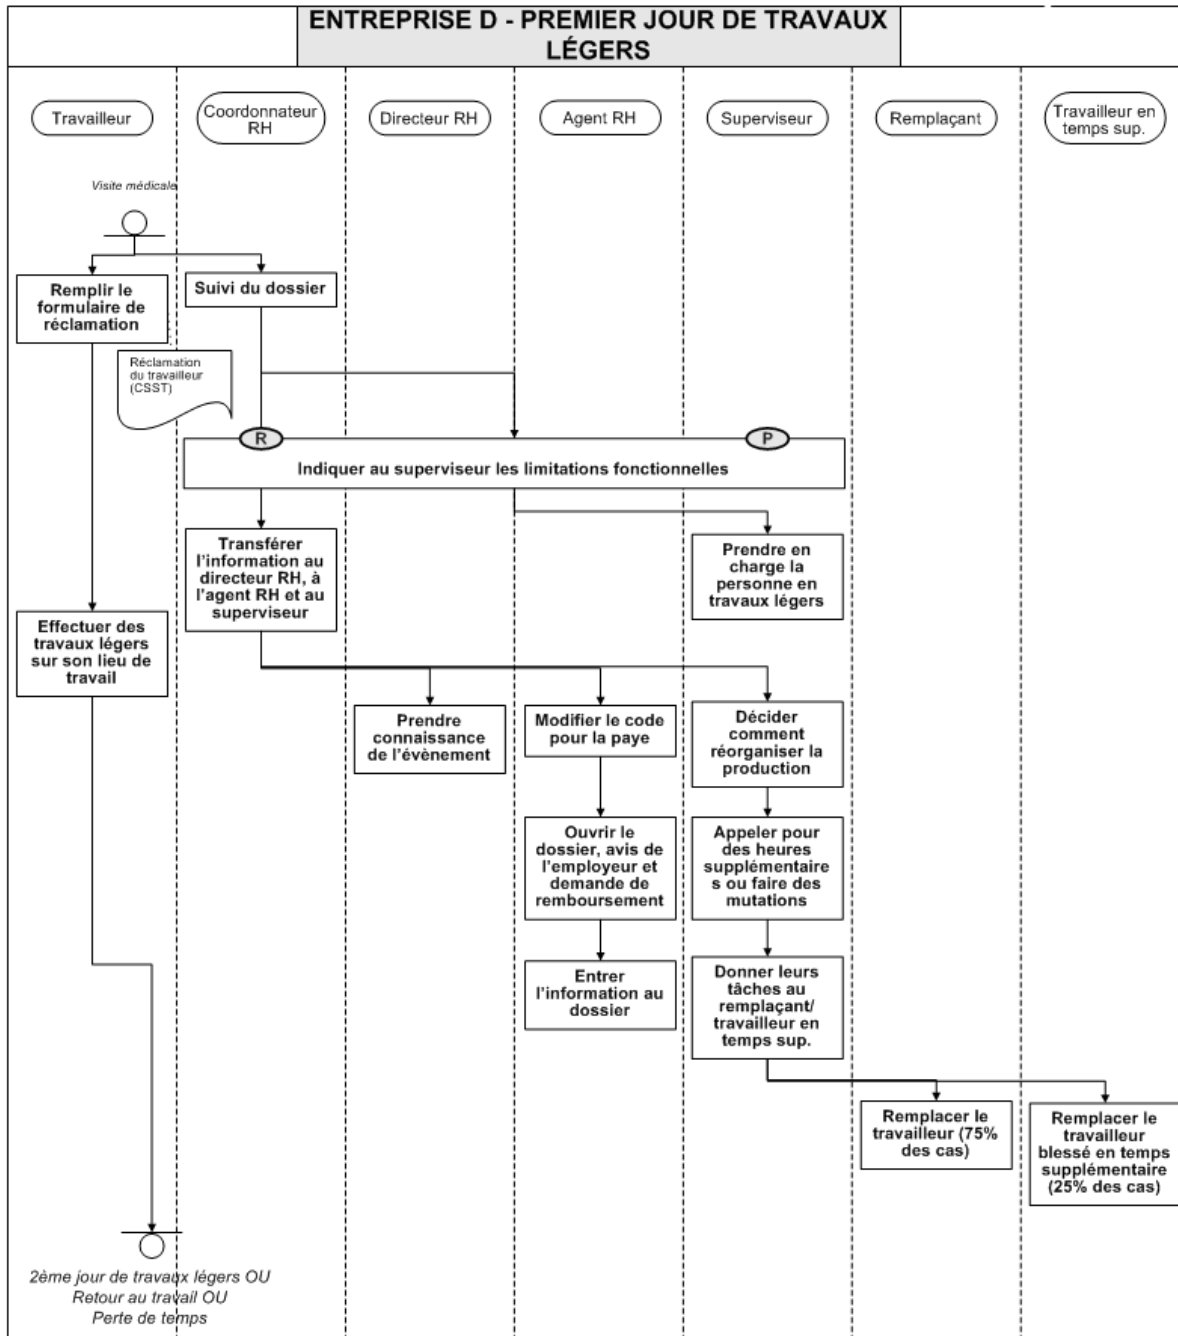 ENTREPRISE D - PREMIER JOUR DE TRAVAUX
LÉGERS
Travailleur
Coordonnateur
RH
Directeur RH
Agent RH
Superviseur
Remplaçant
Travailleur en
temps sup.
Visite médicale
Remplir le
formulaire de
réclamation
Suivi du dossier
Réclamation
du travailleur
(CSST)
R
P
Indiquer au superviseur les limitations fonctionnelles
Transférer
l'information au
directeur RH, à
l'agent RH et au
superviseur
Prendre en
charge la
personne en
travaux légers
Effectuer des
travaux légers
sur son lieu de
travail
Prendre
connaissance
de l'évènement
Modifier le code
pour la paye
Décider
comment
réorganiser la
production
Ouvrir le
dossier, avis de
l'employeur et
demande de
remboursement
Appeler pour
des heures
supplémentaire
s ou faire des
mutations
Entrer
l'information au
dossier
Donner leurs
tâches au
remplaçant/
travailleur en
temps sup.
Remplacer le
travailleur (75%
des cas)
Remplacer le
travailleur
blessé en temps
supplémentaire
(25% des cas)
2ème jour de travaux légers OU
Retour au travail OU
Perte de temps